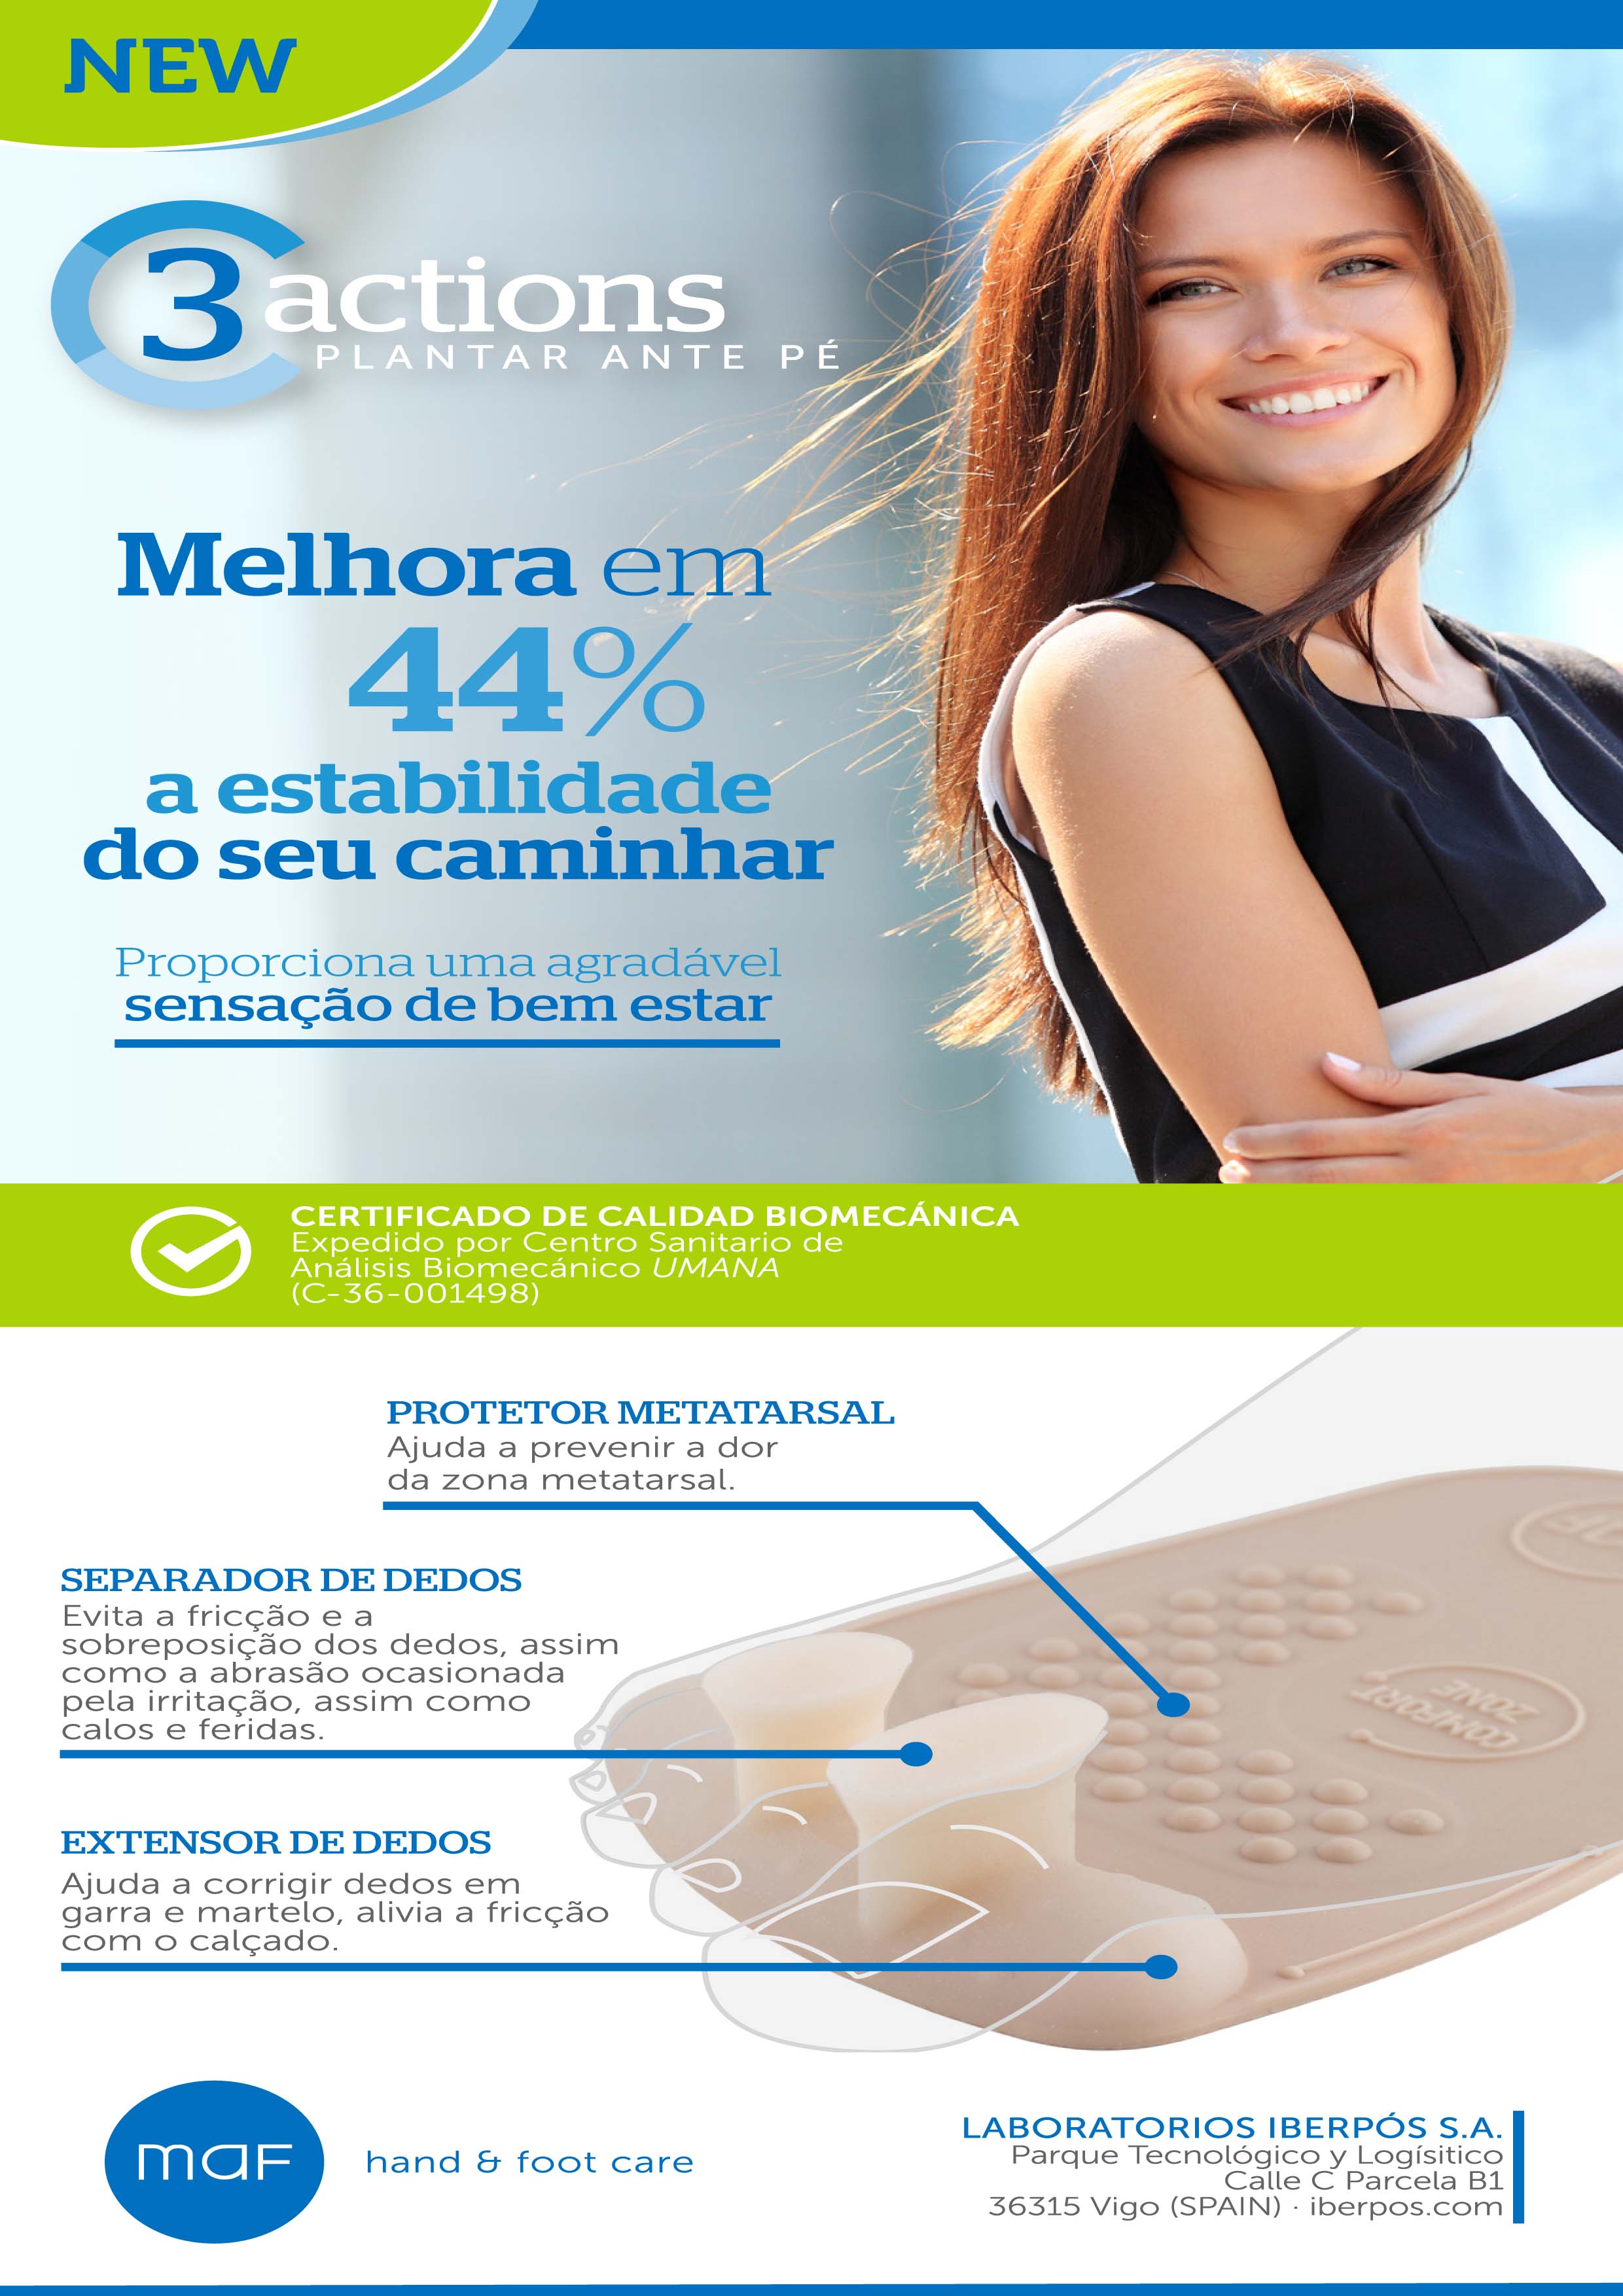 NEW
3 actions
PLANTAR ANTE PÉ
Melhora em
44%
a estabilidade
do seu caminhar
Proporciona uma agradável
sensação de bem estar
CERTIFICADO DE CALIDAD BIOMECÁNICA
Expedido por Centro Sanitario de
Análisis Biomecánico UMANA
(C-36-001498)
PROTETOR METATARSAL
Ajuda a prevenir a dor
da zona metatarsal.
SEPARADOR DE DEDOS
Evita a fricção e a
sobreposição dos dedos, assim
como a abrasão ocasionada
pela irritação, assim como
calos e feridas.
COMFORT
ZONE
EXTENSOR DE DEDOS
Ajuda a corrigir dedos em
garra e martelo, alivia a fricção
com o calçado.
maf
hand & foot care
LABORATORIOS IBERPÓS S.A.
Parque Tecnológico y Logísitico
Calle C Parcela B1
36315 Vigo (SPAIN) · iberpos.com